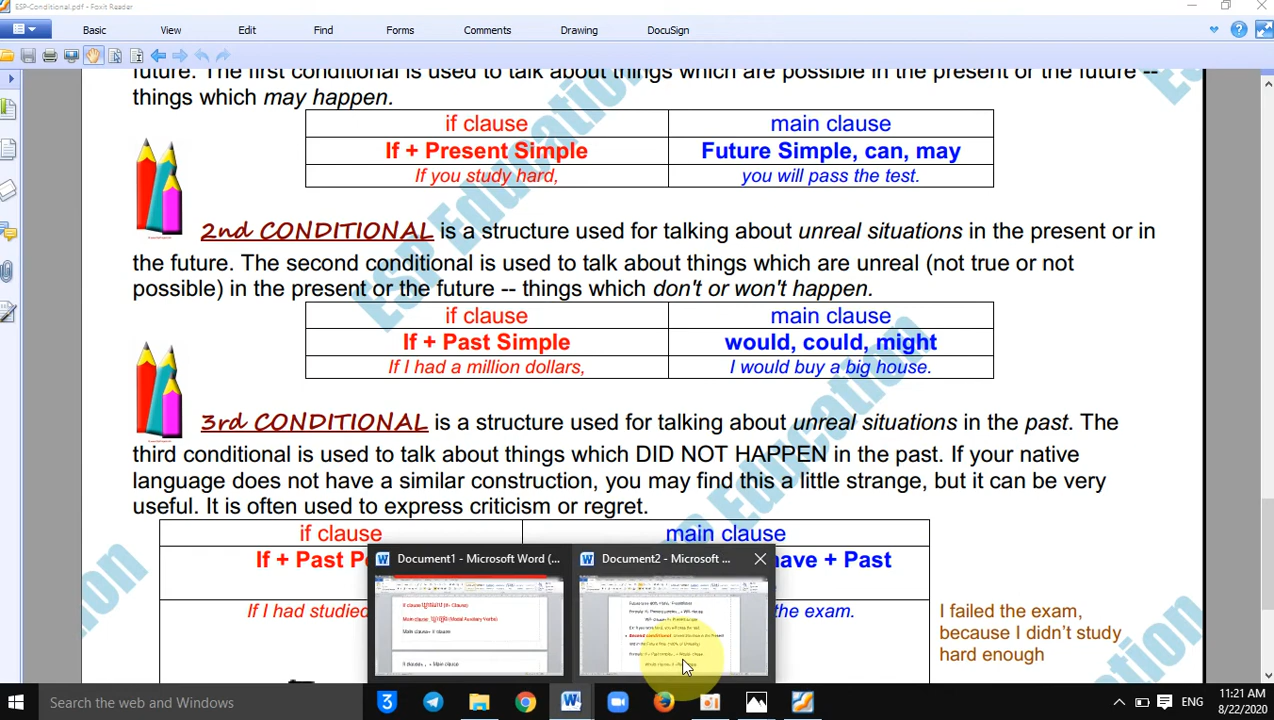 ESP-Conditional.pdf - Foxit Reader
Basic View Edit Find Forms Comments Drawing DocuSign
future. The first conditional is used to talk about things which are possible in the present or the future --
things which may happen.
if clause main clause
If + Present Simple Future Simple, can, may
If you study hard, you will pass the test.
2nd CONDITIONAL is a structure used for talking about unreal situations in the present or in
the future. The second conditional is used to talk about things which are unreal (not true or not
possible) in the present or the future -- things which don't or won't happen.
if clause main clause
If + Past Simple would, could, might
If I had a million dollars, I would buy a big house.
3rd CONDITIONAL is a structure used for talking about unreal situations in the past. The
third conditional is used to talk about things which DID NOT HAPPEN in the past. If your native
language does not have a similar construction, you may find this a little strange, but it can be very
useful. It is often used to express criticism or regret.
if clause main clause
If + Past have + Past
If I had studied the exam.
I failed the exam,
because I didn't study
hard enough
ESP Education
Document1 - Microsoft Word (... Document2 - Microsoft ...
Search the web and Windows
ENG
11:21 AM
8/22/2020